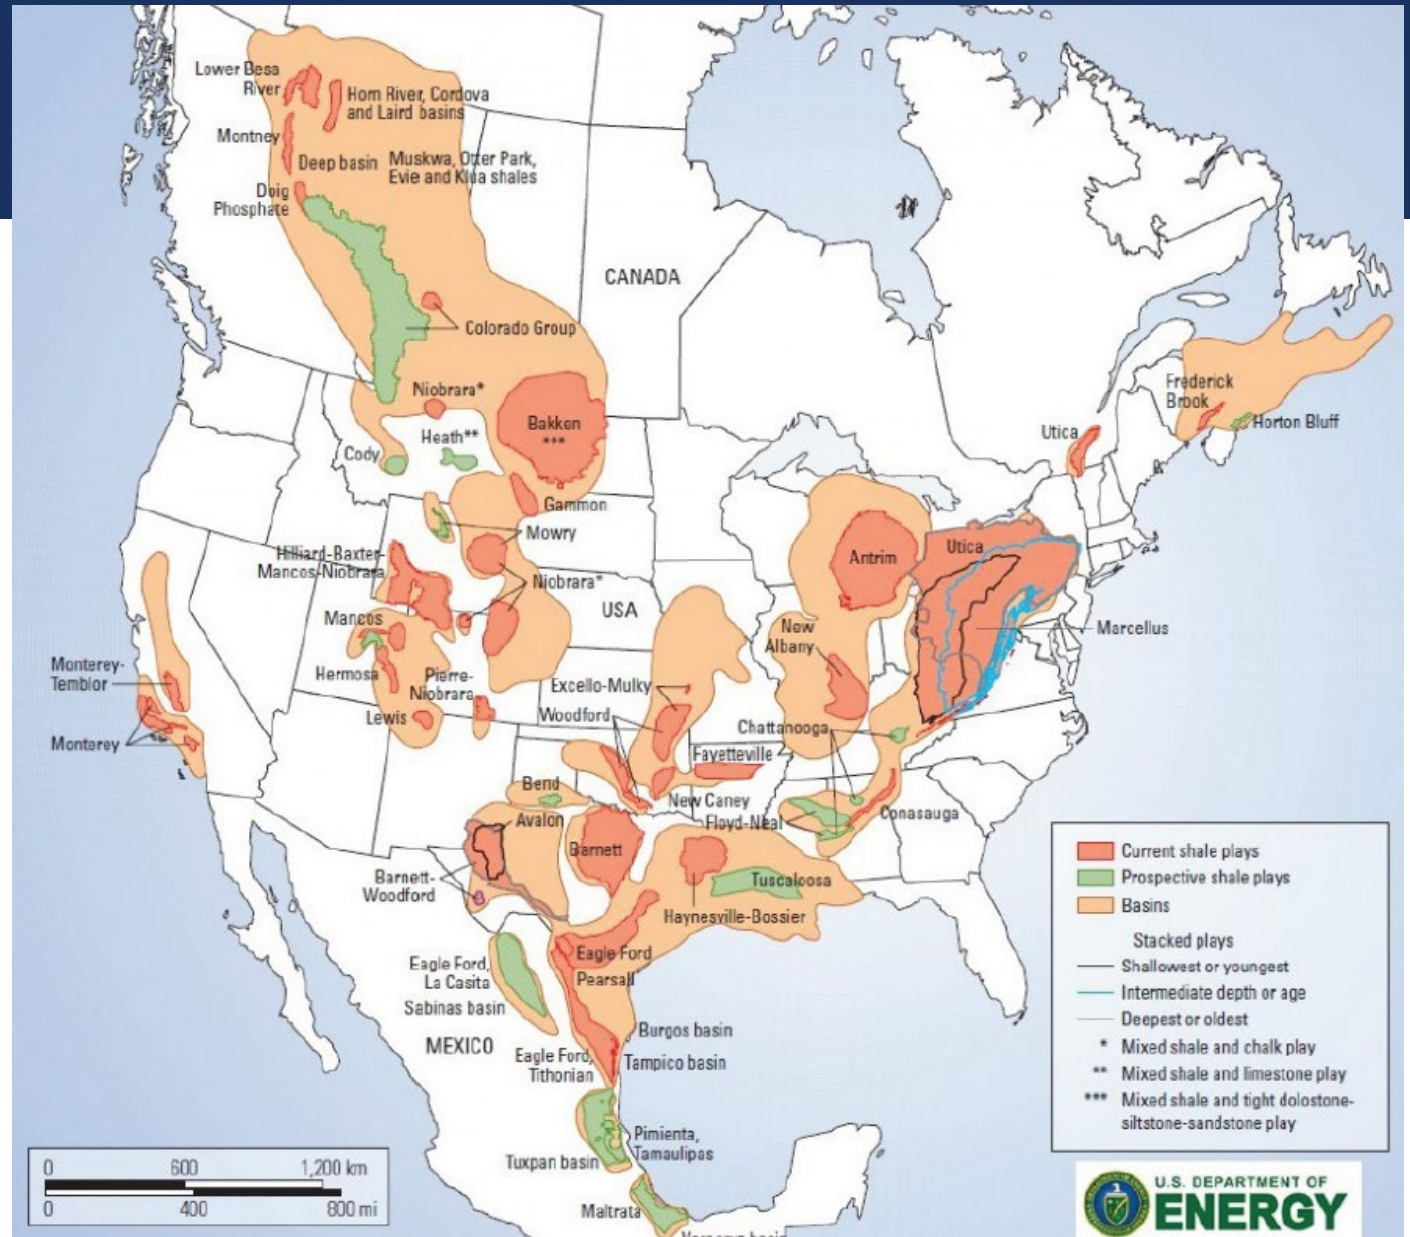 Lower Besa
River
Horn River, Cordova
and Laird basins
Montney
Deep basin
Muskwa, Otter Park,
Evie and Klua shales
Doig
Phosphate
CANADA
Colorado Group
Niobrara*
Bakken
***
Heath**
Cody
Gammon
Mowry
Hilliard-Baxter-
Mancos-Niobrara
Niobrara*
USA
Mancos
Hermosa
Pierre-
Niobrara
Lewis
Monterey-
Temblor
Monterey
Excello-Mulky
Woodford
Antrim
New
Albany
Utica
Frederick
Brook
Horton Bluff
Utica
Marcellus
Chattanooga
Fayetteville
Bend
New Caney
Floyd-Neal
Conasauga
Avalon
Barnett
Barnett-
Woodford
Tuscaloosa
Haynesville-Bossier
Eagle Ford,
La Casita
Sabinas basin
Eagle Ford
Pearsall
MEXICO
Burgos basin
Eagle Ford,
Tithonian
Tampico basin
Pimienta,
Tamaulipas
Tuxpan basin
Maltrata
Current shale plays
Prospective shale plays
Basins
Stacked plays
Shallowest or youngest
Intermediate depth or age
Deepest or oldest
* Mixed shale and chalk play
** Mixed shale and limestone play
*** Mixed shale and tight dolostone-
siltstone-sandstone play
0 600 1,200 km
0 400 800 mi
U.S. DEPARTMENT OF
ENERGY